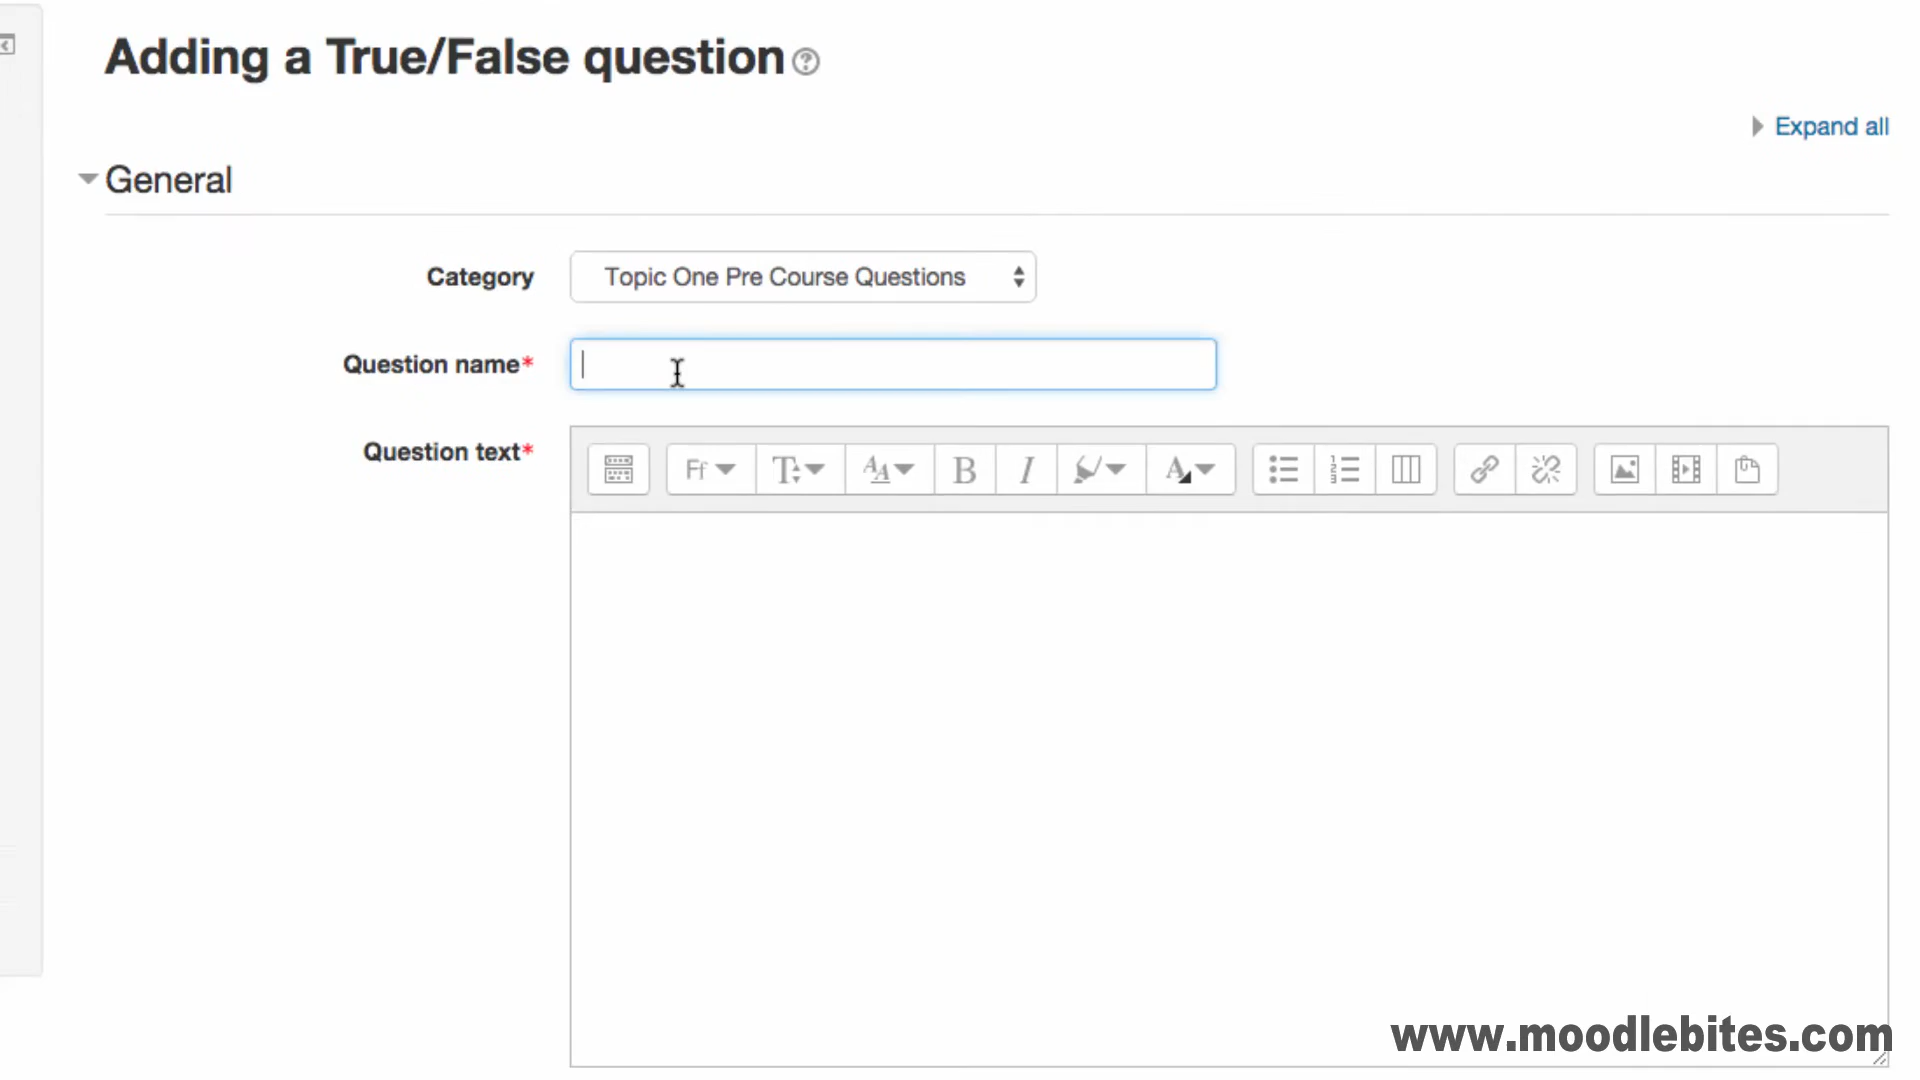 Adding a True/False question
Expand all
General
Category
Topic One Pre Course Questions
Question name*
Question text*
Ff
B
I
www.moodlebites.com